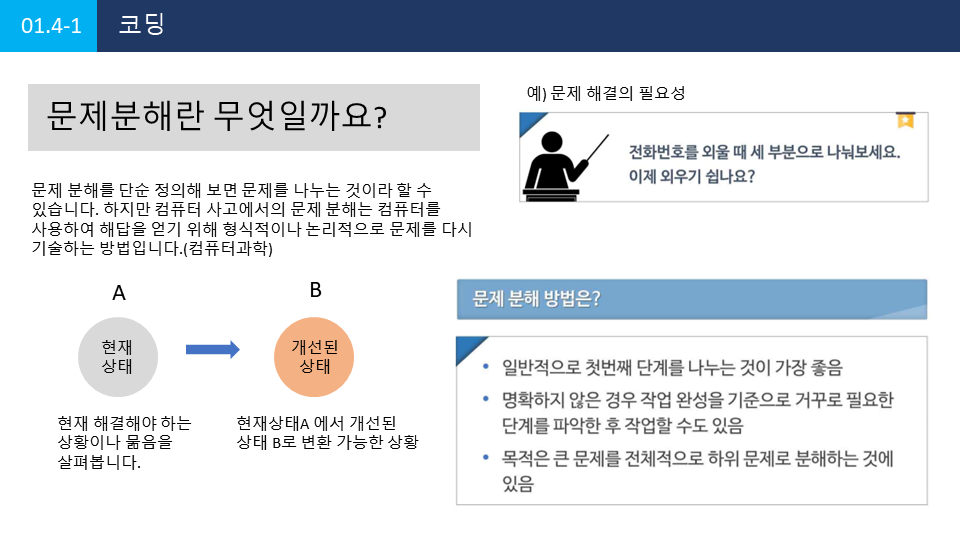 01.4-1 코딩
문제분해란 무엇일까요?
문제 분해를 단순 정의해 보면 문제를 나누는 것이라 할 수
있습니다. 하지만 컴퓨터 사고에서의 문제 분해는 컴퓨터를
사용하여 해답을 얻기 위해 형식적이나 논리적으로 문제를 다시
기술하는 방법입니다.(컴퓨터과학)
A
B
현재
상태
개선된
상태
현재 해결해야 하는
상황이나 묾음을
살펴봅니다.
현재상태A 에서 개선된
상태 B로 변환 가능한 상황
예) 문제 해결의 필요성
전화번호를 외울 때 세 부분으로 나눠보세요.
이제 외우기 쉽나요?
문제 분해 방법은?
• 일반적으로 첫번째 단계를 나누는 것이 가장 좋음
• 명확하지 않은 경우 작업 완성을 기준으로 거꾸로 필요한
단계를 파악한 후 작업할 수도 있음
• 목적은 큰 문제를 전체적으로 하위 문제로 분해하는 것에
있음